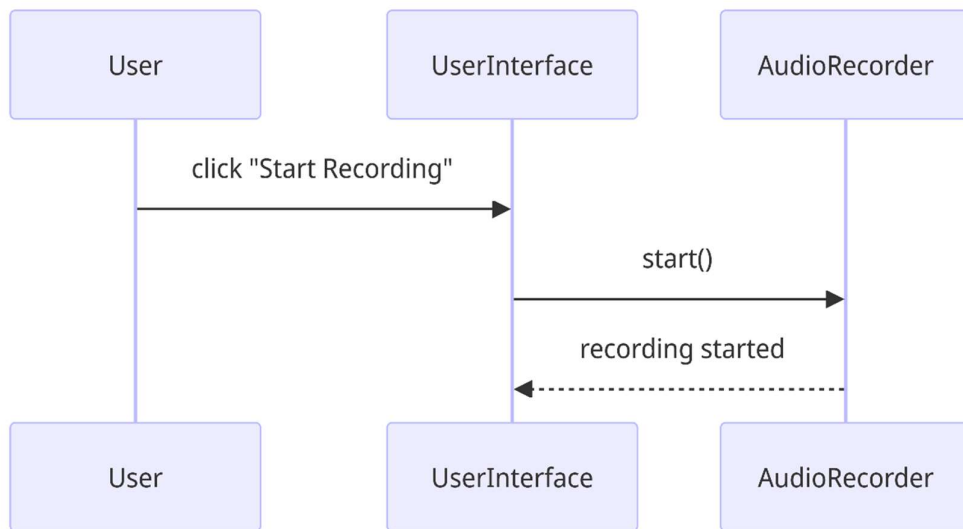 User
UserInterface
AudioRecorder
click "Start Recording"
start()
recording started
User
UserInterface
AudioRecorder